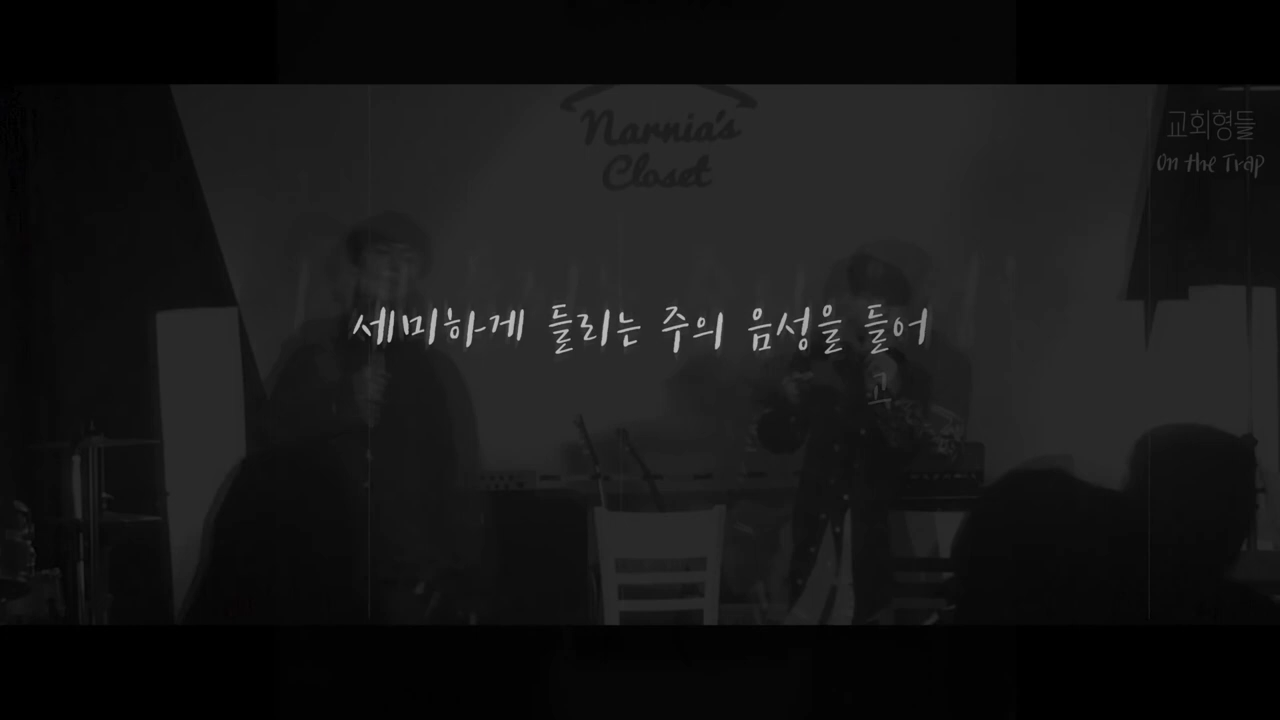 Narnia's
Closet
교회형들
On the Trap
세미하게 들리는 주의 음성을 들어
곡